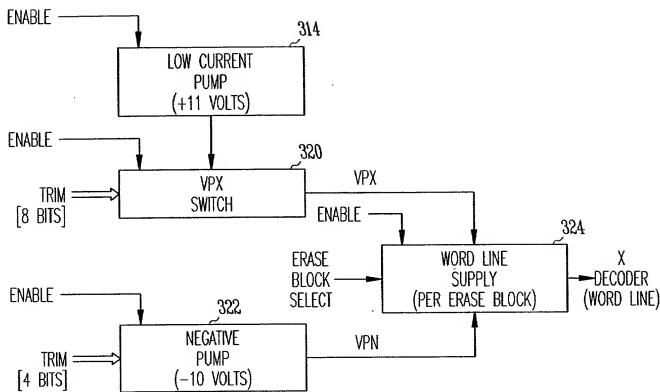 ENABLE
314
LOW CURRENT
PUMP
(+11 VOLTS)
ENABLE
320
VPX
SWITCH
TRIM
[8 BITS]
VPX
ENABLE
324
ERASE
BLOCK
SELECT
WORD LINE
SUPPLY
(PER ERASE BLOCK)
X
DECODER
(WORD LINE)
ENABLE
322
NEGATIVE
PUMP
(-10 VOLTS)
TRIM
[4 BITS]
VPN